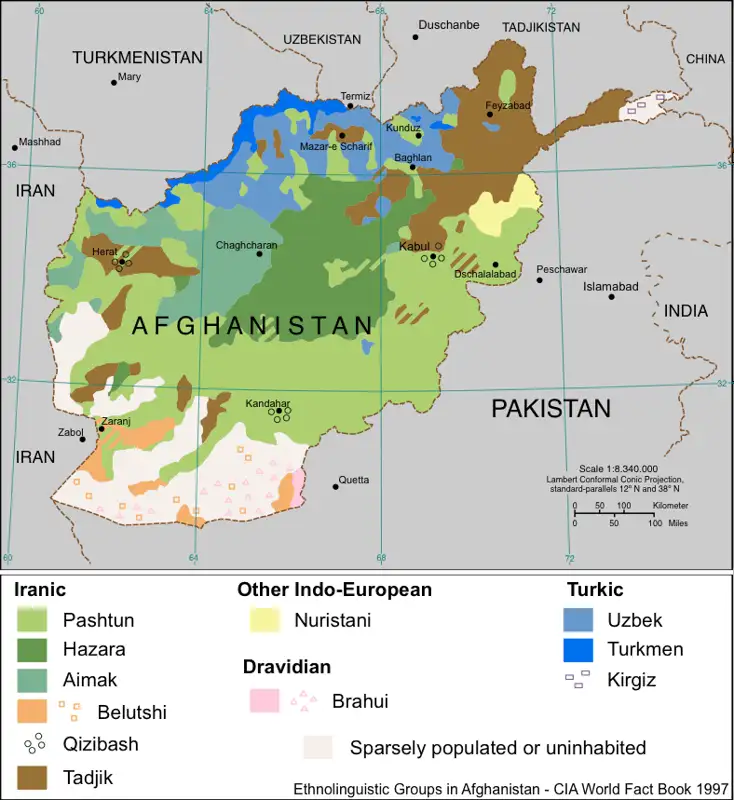 60
64
68
72
Duschanbe
TADJIKISTAN
UZBEKISTAN
TURKMENISTAN
CHINA
Mary
Termiz
Feyzabad
Kunduz
Mashhad
Mazar-e Scharif
Baghlan
36
36
IRAN
Kabul
Herat
Chaghcharan
Dschalalabad
Peschawar
Islamabad
INDIA
AFGHANISTAN
32
32
Kandahar
PAKISTAN
Zaranj
Zabol
IRAN
Quetta
Scale 1:8.340.000
Lambert Conformal Conic Projection,
standard-parallels 12° N and 38° N
0 50 100 Kilometer
0 50 100 Miles
60
64
68
72
Iranic
Pashtun
Hazara
Aimak
Belutshi
Qizibash
Tadjik
Other Indo-European
Nuristani
Dravidian
Brahui
Sparsely populated or uninhabited
Turkic
Uzbek
Turkmen
Kirgiz
Ethnolinguistic Groups in Afghanistan - CIA World Fact Book 1997